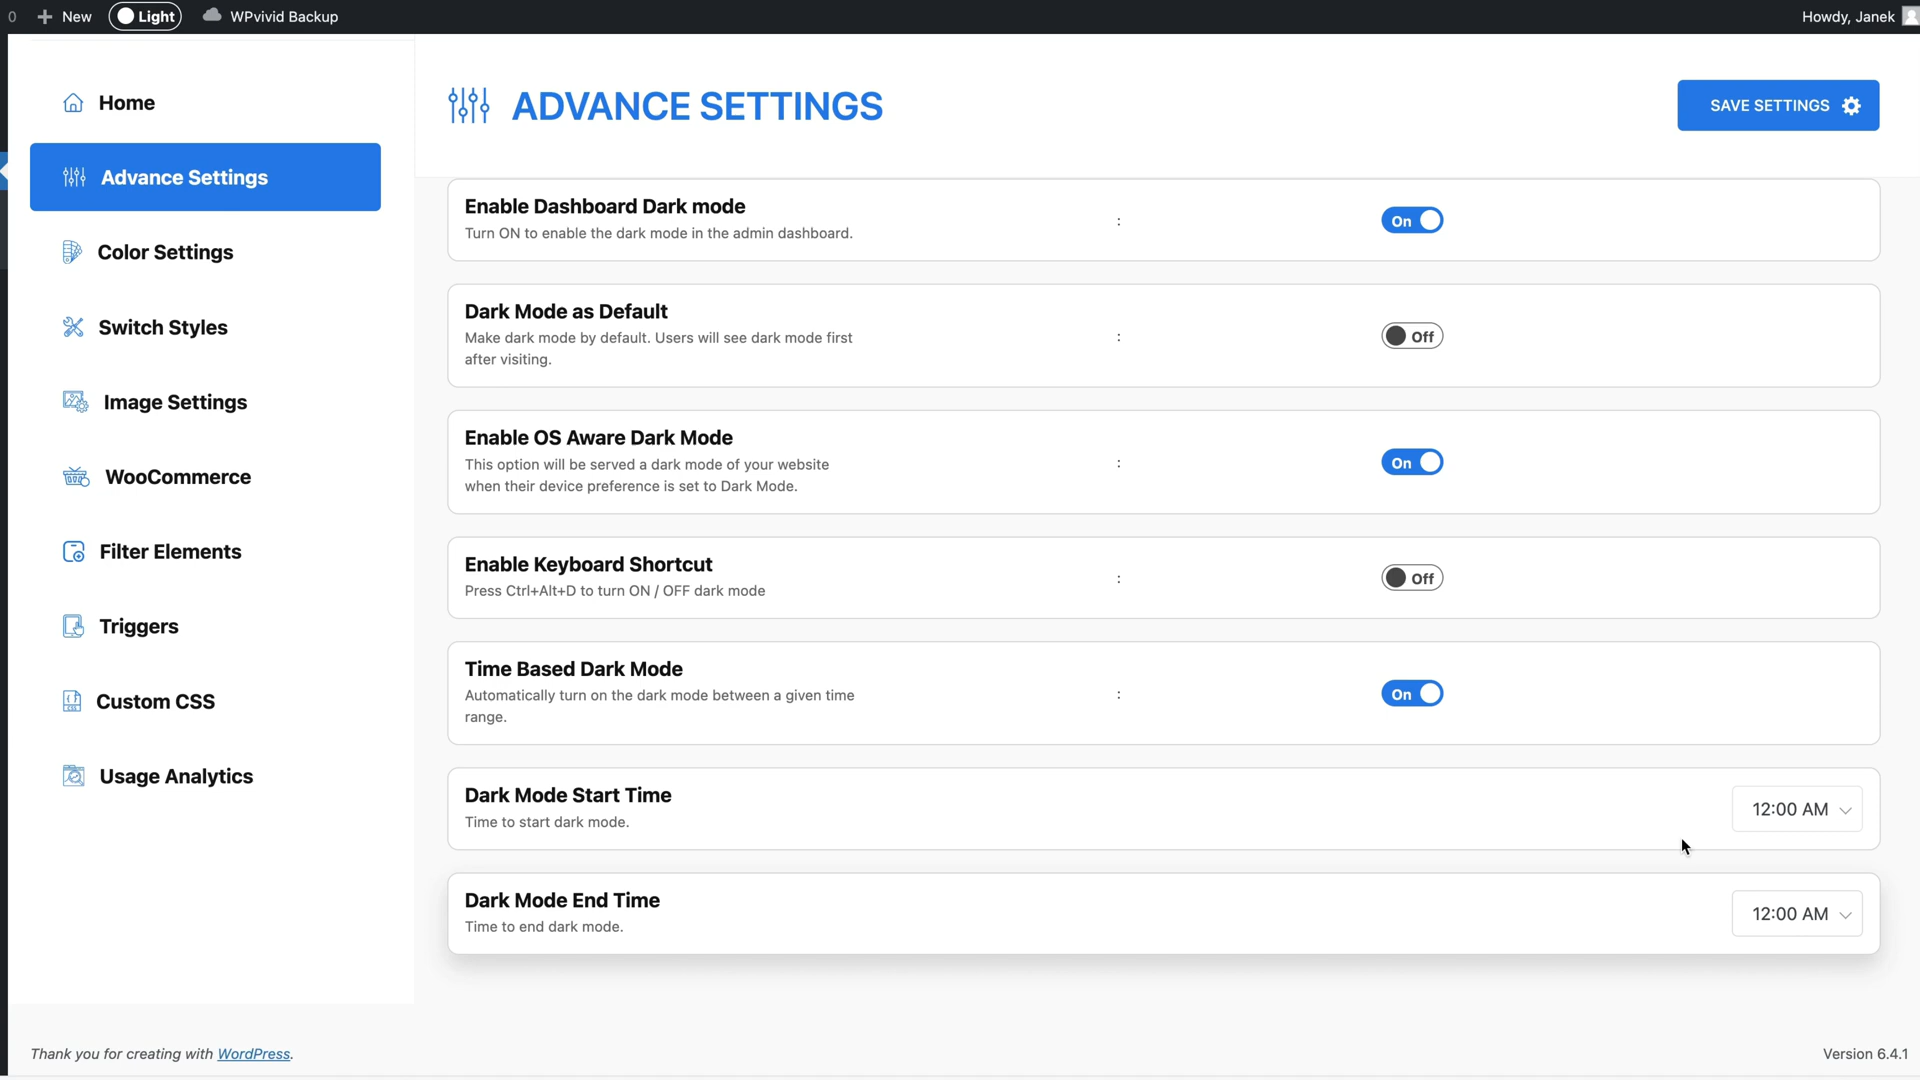 0 New Light WPvivid Backup Howdy, Janek
Home
Advance Settings
Color Settings
Switch Styles
Image Settings
WooCommerce
Filter Elements
Triggers
Custom CSS
Usage Analytics
ADVANCE SETTINGS
SAVE SETTINGS
Enable Dashboard Dark mode
Turn ON to enable the dark mode in the admin dashboard.
:
On
Dark Mode as Default
Make dark mode by default. Users will see dark mode first
after visiting.
:
Off
Enable OS Aware Dark Mode
This option will be served a dark mode of your website
when their device preference is set to Dark Mode.
:
On
Enable Keyboard Shortcut
Press Ctrl+Alt+D to turn ON / OFF dark mode
:
Off
Time Based Dark Mode
Automatically turn on the dark mode between a given time
range.
:
On
Dark Mode Start Time
Time to start dark mode.
12:00 AM
Dark Mode End Time
Time to end dark mode.
12:00 AM
Thank you for creating with WordPress.
Version 6.4.1